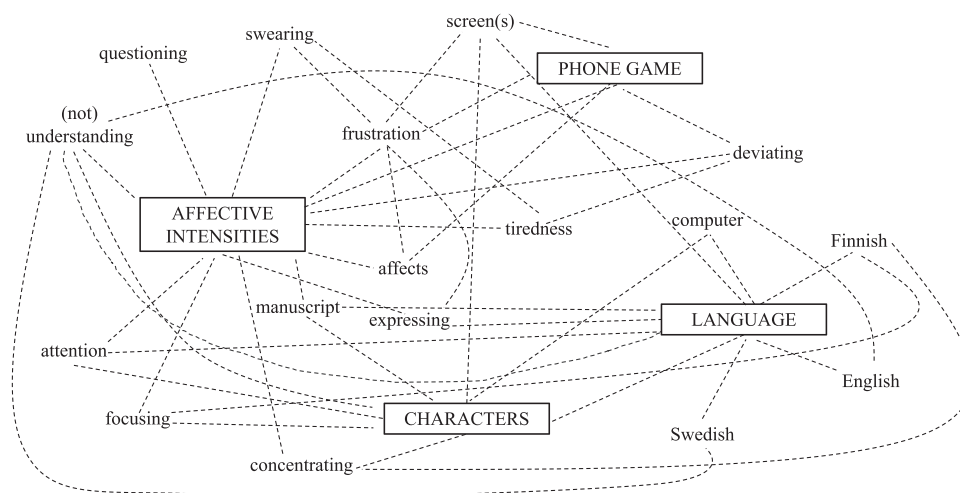 screen(s)
swearing
questioning
PHONE GAME
(not)
understanding
frustration
deviating
AFFECTIVE
INTENSITIES
computer
tiredness
Finnish
affects
manuscript
expressing
LANGUAGE
attention
English
focusing
CHARACTERS
Swedish
concentrating